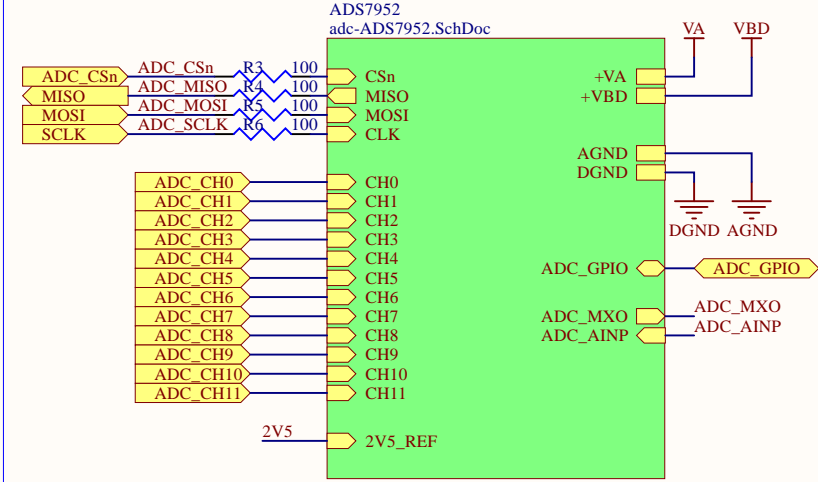 ADS7952
adc-ADS7952.SchDoc
VA VBD
ADC_CSn ADC_CSn R3 100 CSn +VA
MISO ADC_MISO R4 100 MISO +VBD
MOSI ADC_MOSI R5 100 MOSI
SCLK ADC_SCLK R6 100 CLK
AGND
DGND
ADC_CH0 CH0
ADC_CH1 CH1
ADC_CH2 CH2
DGND AGND
ADC_CH3 CH3
ADC_CH4 CH4
ADC_GPIO ADC_GPIO
ADC_CH5 CH5
ADC_CH6 CH6
ADC_MXO
ADC_CH7 CH7 ADC_MXO
ADC_AINP
ADC_CH8 CH8 ADC_AINP
ADC_CH9 CH9
ADC_CH10 CH10
ADC_CH11 CH11
2V5 2V5_REF